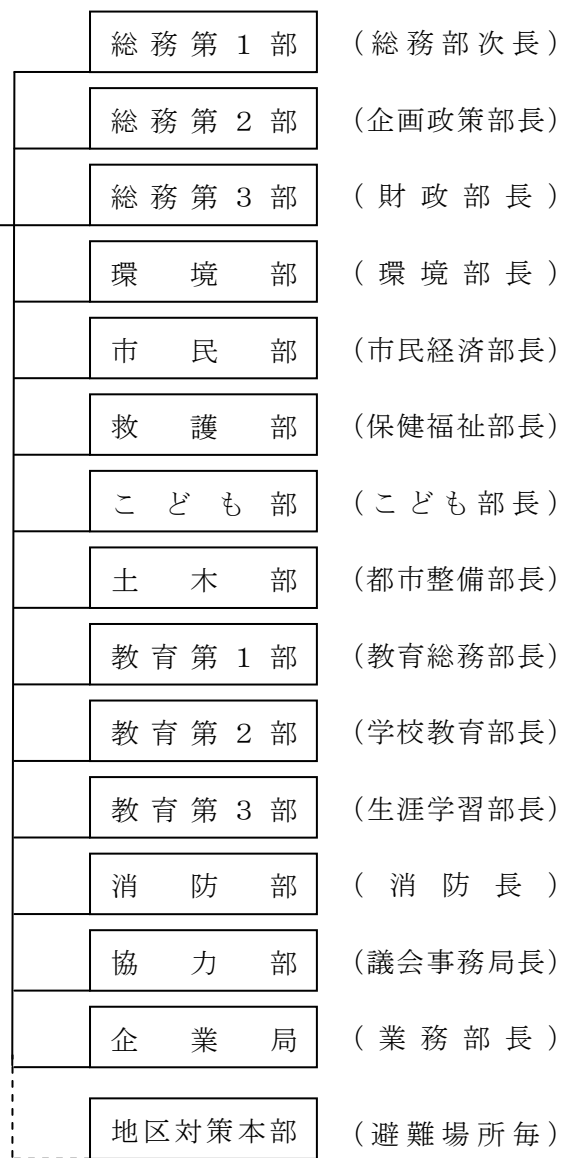 総務第1部 (総務部次長)
総務第2部 (企画政策部長)
総務第3部 (財政部長)
環境部 (環境部長)
市民部 (市民経済部長)
救護部 (保健福祉部長)
こども部 (こども部長)
土木部 (都市整備部長)
教育第1部 (教育総務部長)
教育第2部 (学校教育部長)
教育第3部 (生涯学習部長)
消防部 (消防長)
協力部 (議会事務局長)
企業局 (業務部長)
地区対策本部 (避難場所毎)